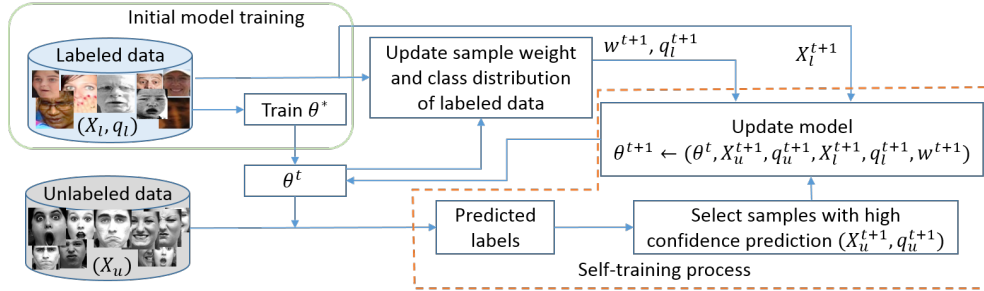 Initial model training
Labeled data
(X_l, q_l)
Train θ*
Update sample weight
and class distribution
of labeled data
w^{t+1}, q_l^{t+1}
X_l^{t+1}
Update model
θ^{t+1} ← (θ^t, X_u^{t+1}, q_u^{t+1}, X_l^{t+1}, q_l^{t+1}, w^{t+1})
θ^t
Unlabeled data
(X_u)
Predicted
labels
Select samples with high
confidence prediction (X_u^{t+1}, q_u^{t+1})
Self-training process